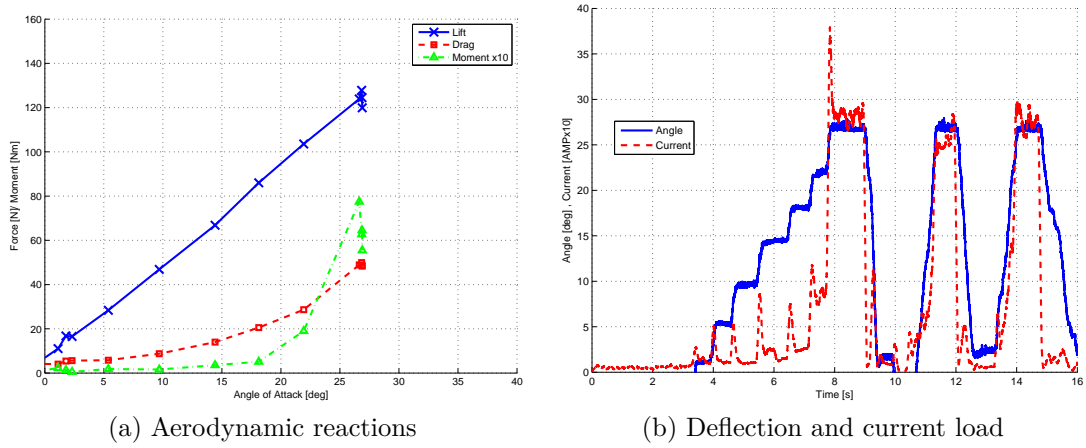 160
140
120
100
80
60
40
20
0
Force [N]/ Moment [Nm]
Lift
Drag
Moment x10
0 5 10 15 20 25 30 35 40
Angle of Attack [deg]
(a) Aerodynamic reactions
40
35
30
25
20
15
10
5
0
Angle [deg] , Current [AMPx10]
Angle
Current
0 2 4 6 8 10 12 14 16
Time [s]
(b) Deflection and current load